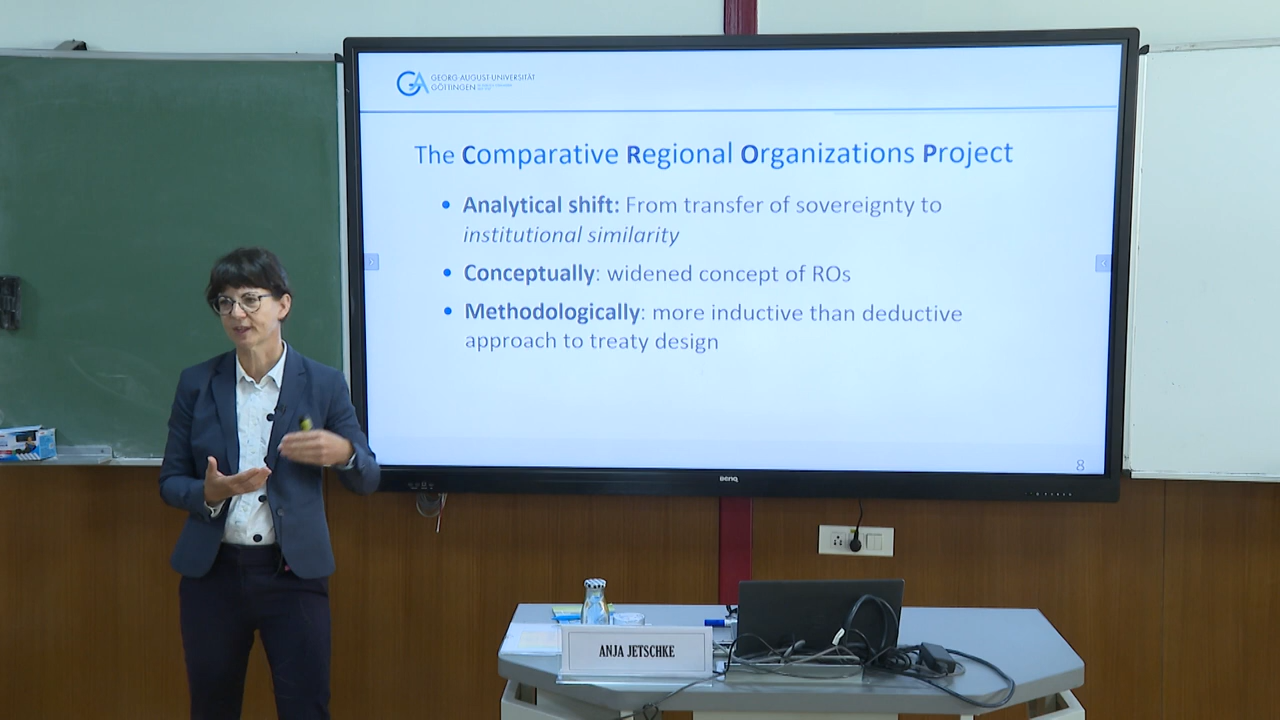 GEORG AUGUST UNIVERSITÄT
GÖTTINGEN
The Comparative Regional Organizations Project
• Analytical shift: From transfer of sovereignty to
institutional similarity
• Conceptually: widened concept of ROs
• Methodologically: more inductive than deductive
approach to treaty design
8
BenQ
ANJA JETSCHKE